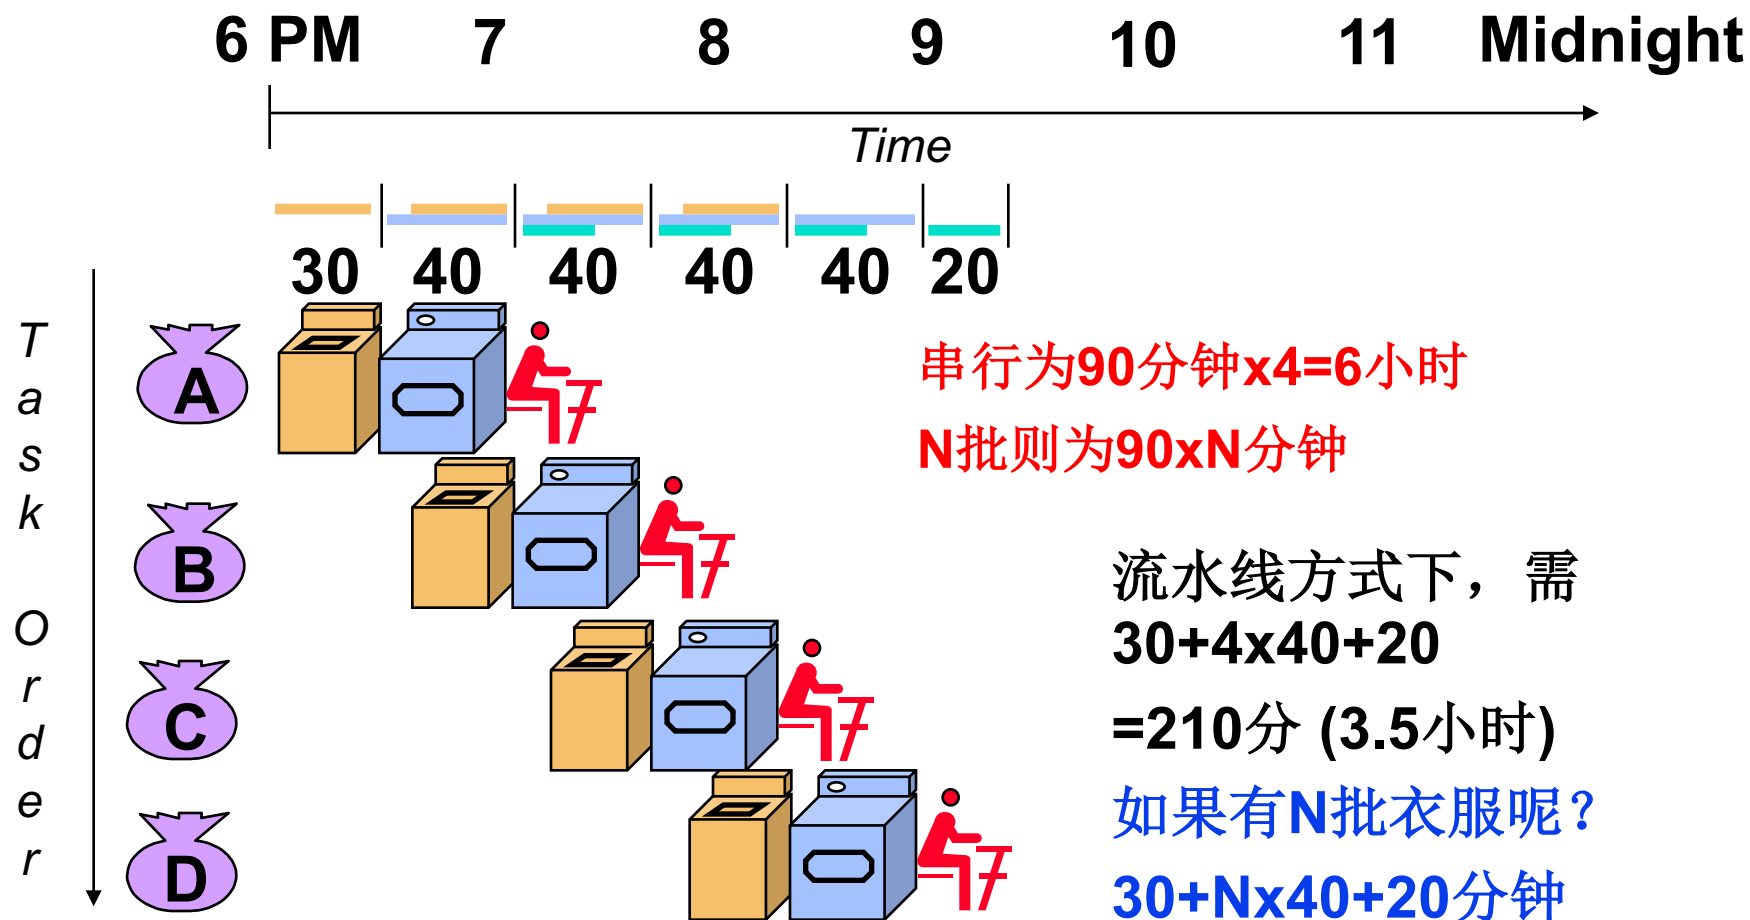 6 PM 7 8 9 10 11 Midnight
Time
30 40 40 40 40 20
Task Order
A
B
C
D
串行为90分钟x4=6小时
N批则为90xN分钟
流水线方式下，需
30+4x40+20
=210分 (3.5小时)
如果有N批衣服呢？
30+Nx40+20分钟